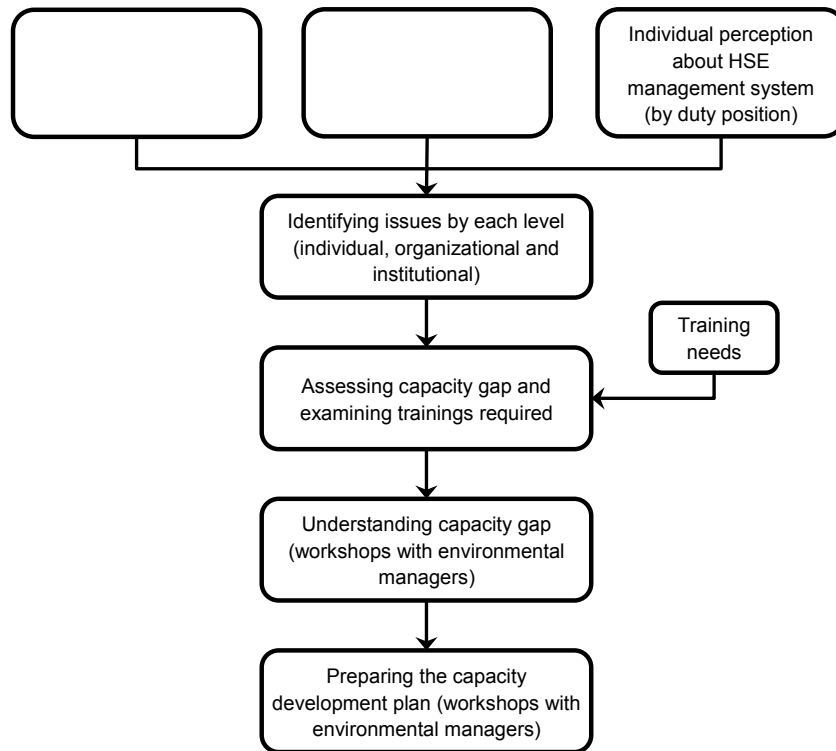 Individual perception
about HSE
management system
(by duty position)
Identifying issues by each level
(individual, organizational and
institutional)
Training
needs
Assessing capacity gap and
examining trainings required
Understanding capacity gap
(workshops with environmental
managers)
Preparing the capacity
development plan (workshops with
environmental managers)